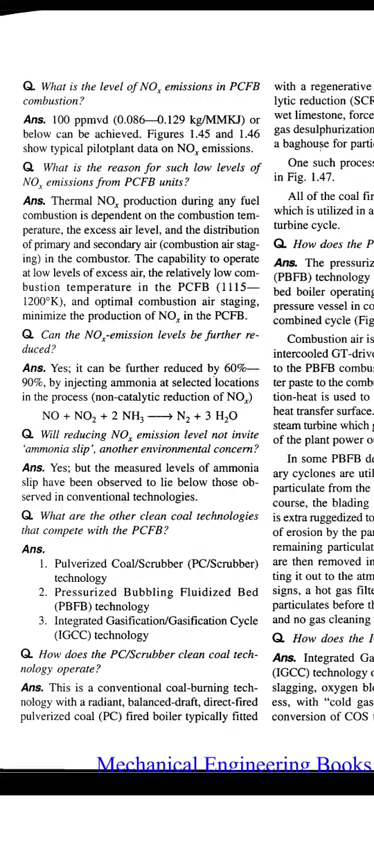 Q. What is the level of NOx emissions in PCFB
combustion?
Ans. 100 ppmvd (0.086—0.129 kg/MMKJ) or
below can be achieved. Figures 1.45 and 1.46
show typical pilotplant data on NOx emissions.
Q. What is the reason for such low levels of
NOx emissions from PCFB units?
Ans. Thermal NOx production during any fuel
combustion is dependent on the combustion tem-
perature, the excess air level, and the distribution
of primary and secondary air (combustion air stag-
ing) in the combustor. The capability to operate
at low levels of excess air, the relatively low com-
bustion temperature in the PCFB (1115—
1200°K), and optimal combustion air staging,
minimize the production of NOx in the PCFB.
Q. Can the NOx-emission levels be further re-
duced?
Ans. Yes; it can be further reduced by 60%—
90%, by injecting ammonia at selected locations
in the process (non-catalytic reduction of NOx)
NO + NO2 + 2 NH3 ⟶ N2 + 3 H2O
Q. Will reducing NOx emission level not invite
‘ammonia slip’, another environmental concern?
Ans. Yes; but the measured levels of ammonia
slip have been observed to lie below those ob-
served in conventional technologies.
Q. What are the other clean coal technologies
that compete with the PCFB?
Ans.
1. Pulverized Coal/Scrubber (PC/Scrubber)
technology
2. Pressurized Bubbling Fluidized Bed
(PBFB) technology
3. Integrated Gasification/Gasification Cycle
(IGCC) technology
Q. How does the PC/Scrubber clean coal tech-
nology operate?
Ans. This is a conventional coal-burning tech-
nology with a radiant, balanced-draft, direct-fired
pulverized coal (PC) fired boiler typically fitted
with a regenerative
lytic reduction (SCR
wet limestone, force
gas desulphurization
a baghouse for parti
One such process
in Fig. 1.47.
All of the coal fir
which is utilized in a
turbine cycle.
Q. How does the P
Ans. The pressuriz
(PBFB) technology
bed boiler operating
pressure vessel in co
combined cycle (Fig
Combustion air is
intercooled GT-drive
to the PBFB combus
ter paste to the combu
tion-heat is used to
heat transfer surface.
steam turbine which g
of the plant power o
In some PBFB de
ary cyclones are util
particulate from the
course, the blading
is extra ruggedized to
of erosion by the par
remaining particulat
are then removed in
ting it out to the atm
signs, a hot gas filte
particulates before th
and no gas cleaning
Q. How does the I
Ans. Integrated Ga
(IGCC) technology c
slagging, oxygen blo
ess, with “cold gas
conversion of COS t
Mechanical Engineering Books